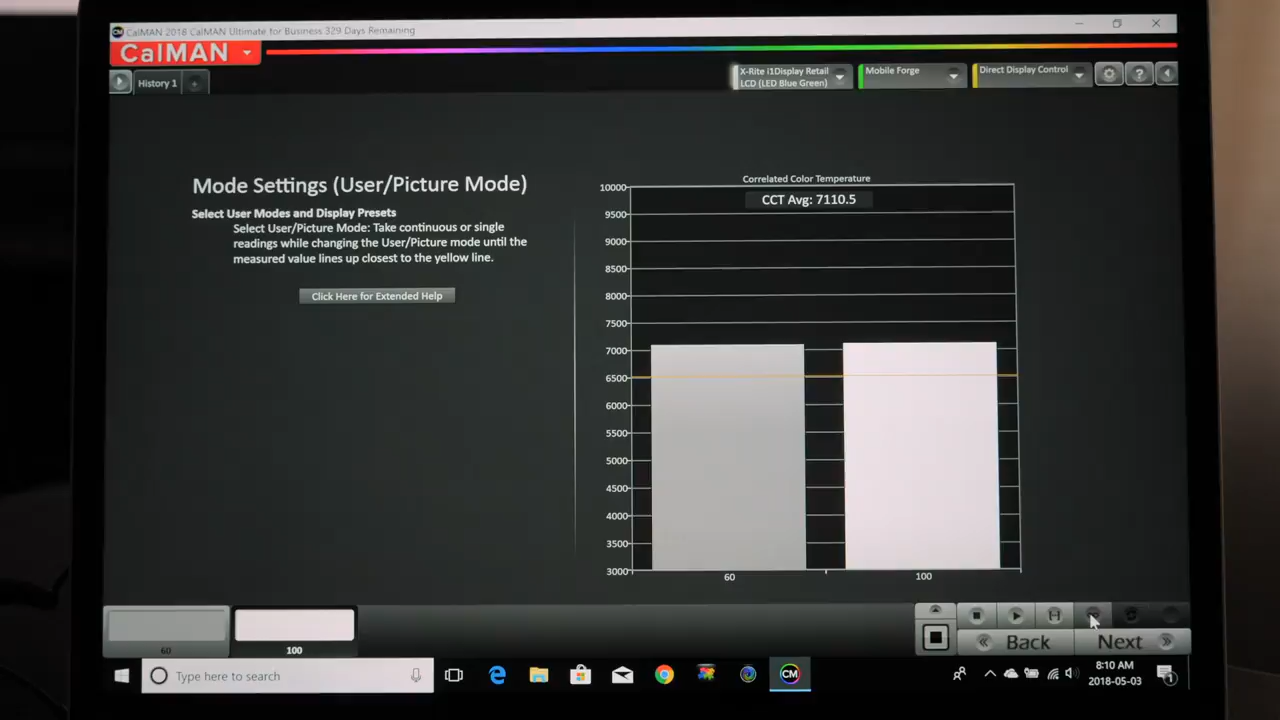 CalMAN 2018 CalMAN Ultimate for Business 329 Days Remaining
CalMAN
History 1
X-Rite i1Display Retail
LCD (LED Blue Green)
Mobile Forge
Direct Display Control
Mode Settings (User/Picture Mode)
Select User Modes and Display Presets
Select User/Picture Mode: Take continuous or single
readings while changing the User/Picture mode until the
measured value lines up closest to the yellow line.
Click Here for Extended Help
Correlated Color Temperature
CCT Avg: 7110.5
10000
9500
9000
8500
8000
7500
7000
6500
6000
5500
5000
4500
4000
3500
3000
60
100
60
100
Back
Next
Type here to search
CM
8:10 AM
2018-05-03
1